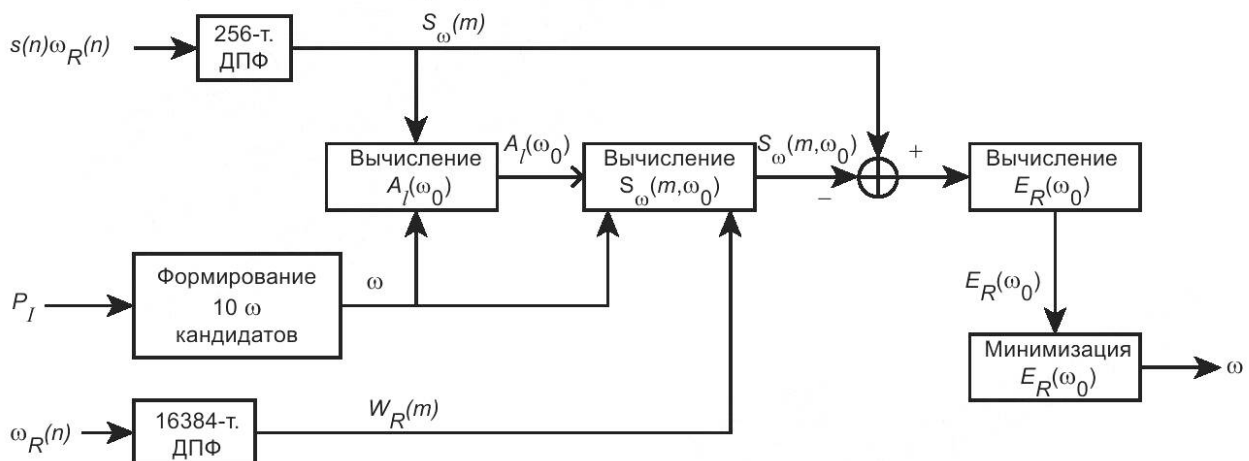 s(n)ω_R(n)
256-т.
ДПФ
S_ω(m)
Вычисление
A_l(ω_0)
A_l(ω_0)
Вычисление
S_ω(m,ω_0)
S_ω(m,ω_0)
+
−
Вычисление
E_R(ω_0)
P_I
Формирование
10 ω
кандидатов
ω
E_R(ω_0)
Минимизация
E_R(ω_0)
ω
ω_R(n)
16384-т.
ДПФ
W_R(m)